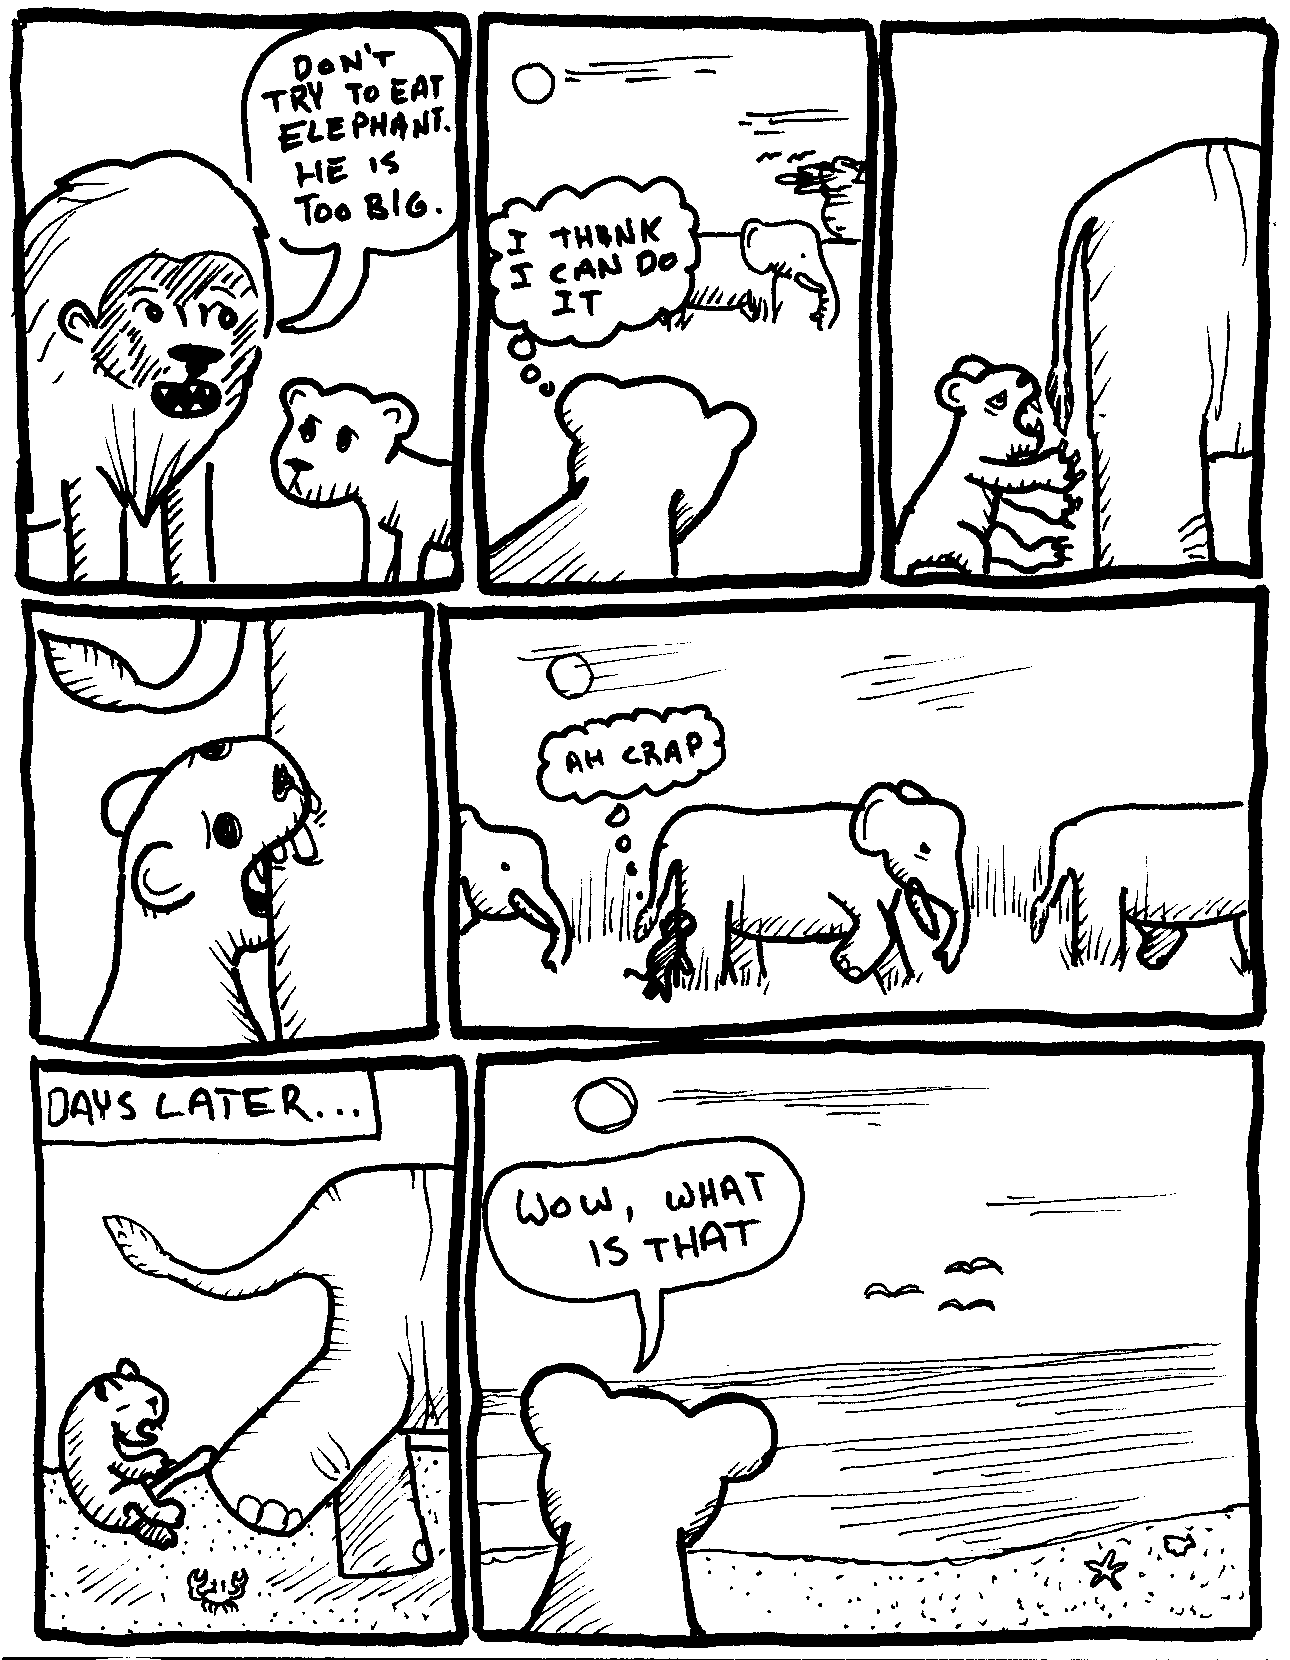 DON'T
TRY TO EAT
ELEPHANT.
HE IS
TOO BIG.
I THINK
I CAN DO
IT
AH CRAP
DAYS LATER...
WOW, WHAT
IS THAT